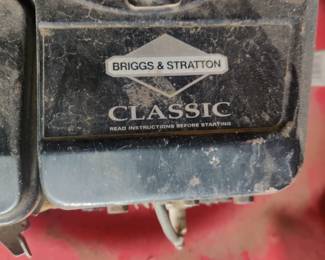 BRIGGS & STRATTON
CLASSIC
READ INSTRUCTIONS BEFORE STARTING